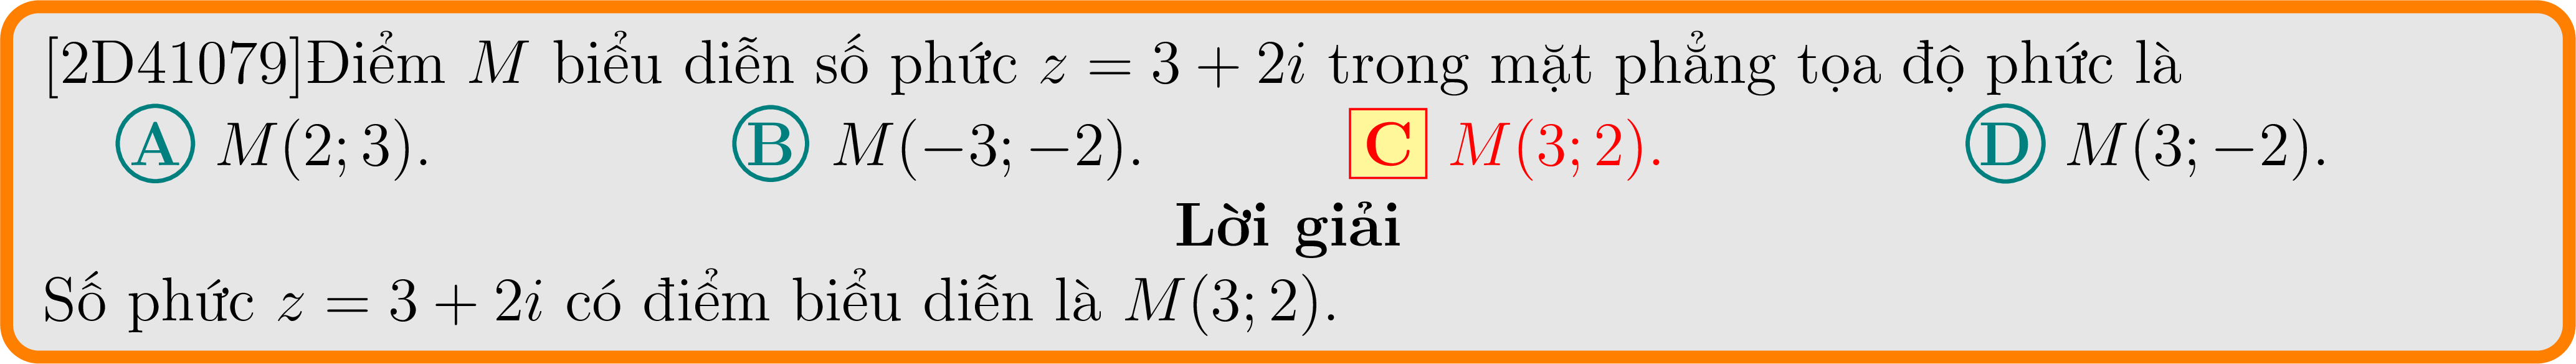 [2D41079]Điểm M biểu diễn số phức z = 3 + 2i trong mặt phẳng tọa độ phức là
A M(2; 3). B M(−3; −2). C M(3; 2). D M(3; −2).
Lời giải
Số phức z = 3 + 2i có điểm biểu diễn là M(3; 2).